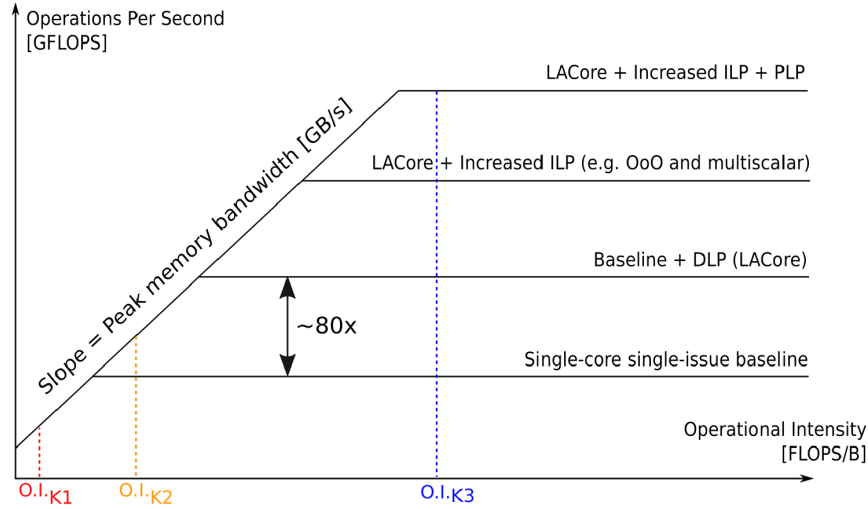 Operations Per Second
[GFLOPS]
LACore + Increased ILP + PLP
Slope = Peak memory bandwidth [GB/s]
LACore + Increased ILP (e.g. OoO and multiscalar)
Baseline + DLP (LACore)
~80x
Single-core single-issue baseline
Operational Intensity
[FLOPS/B]
O.I.K1
O.I.K2
O.I.K3